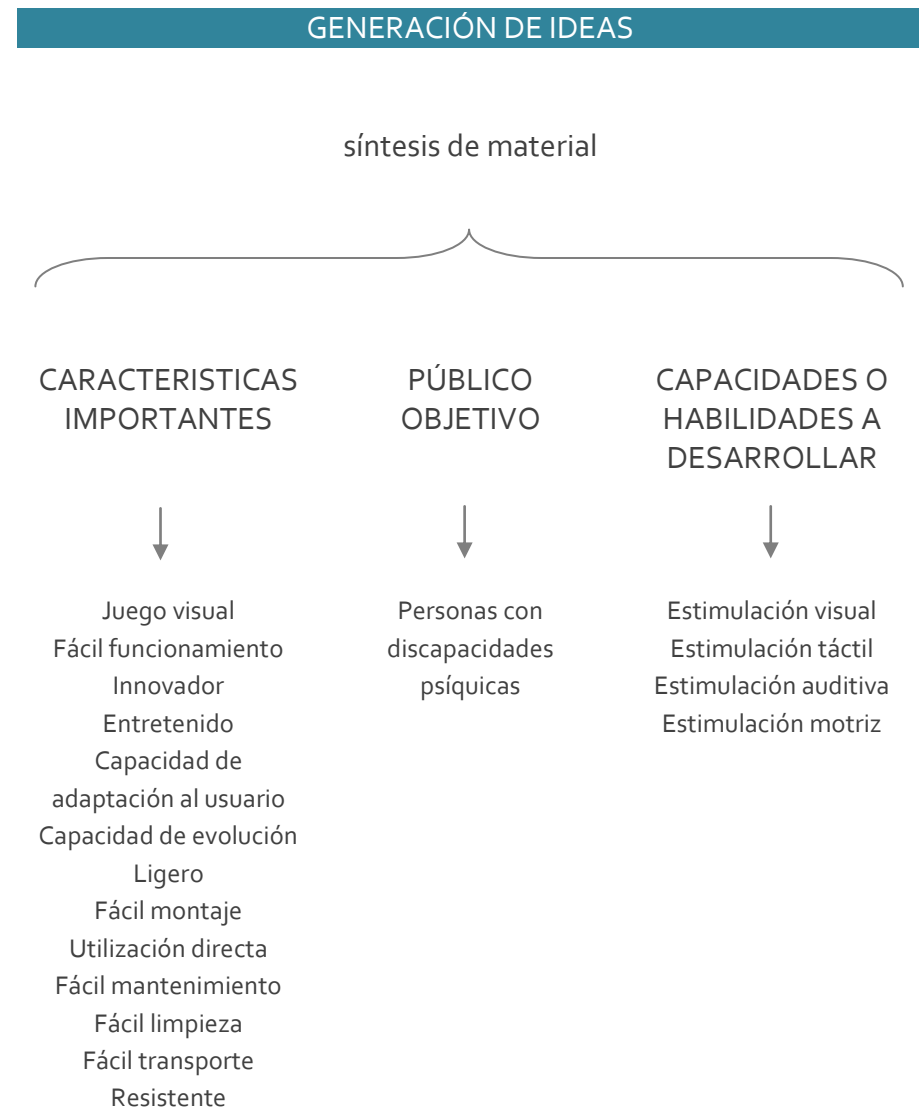 GENERACIÓN DE IDEAS
síntesis de material
CARACTERISTICAS
IMPORTANTES
Juego visual
Fácil funcionamiento
Innovador
Entretenido
Capacidad de
adaptación al usuario
Capacidad de evolución
Ligero
Fácil montaje
Utilización directa
Fácil mantenimiento
Fácil limpieza
Fácil transporte
Resistente
PÚBLICO
OBJETIVO
Personas con
discapacidades
psíquicas
CAPACIDADES O
HABILIDADES A
DESARROLLAR
Estimulación visual
Estimulación táctil
Estimulación auditiva
Estimulación motriz